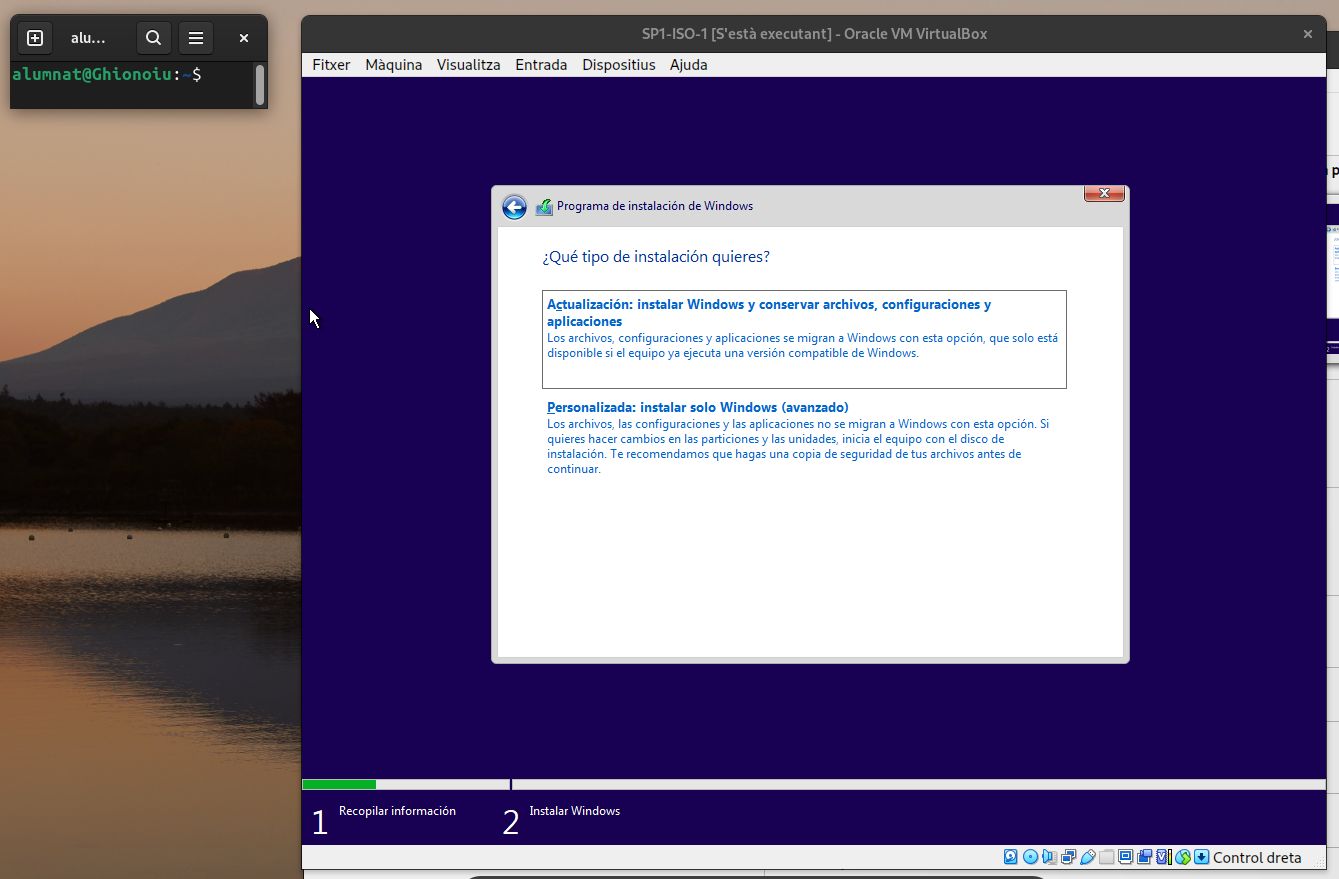 alu...
alumnat@Ghionoiu:~$
SP1-ISO-1 [S'està executant] - Oracle VM VirtualBox
Fitxer Màquina Visualitza Entrada Dispositius Ajuda
Programa de instalación de Windows
¿Qué tipo de instalación quieres?
Actualización: instalar Windows y conservar archivos, configuraciones y
aplicaciones
Los archivos, configuraciones y aplicaciones se migran a Windows con esta opción, que solo está
disponible si el equipo ya ejecuta una versión compatible de Windows.
Personalizada: instalar solo Windows (avanzado)
Los archivos, las configuraciones y las aplicaciones no se migran a Windows con esta opción. Si
quieres hacer cambios en las particiones y las unidades, inicia el equipo con el disco de
instalación. Te recomendamos que hagas una copia de seguridad de tus archivos antes de
continuar.
1 Recopilar información
2 Instalar Windows
Control dreta